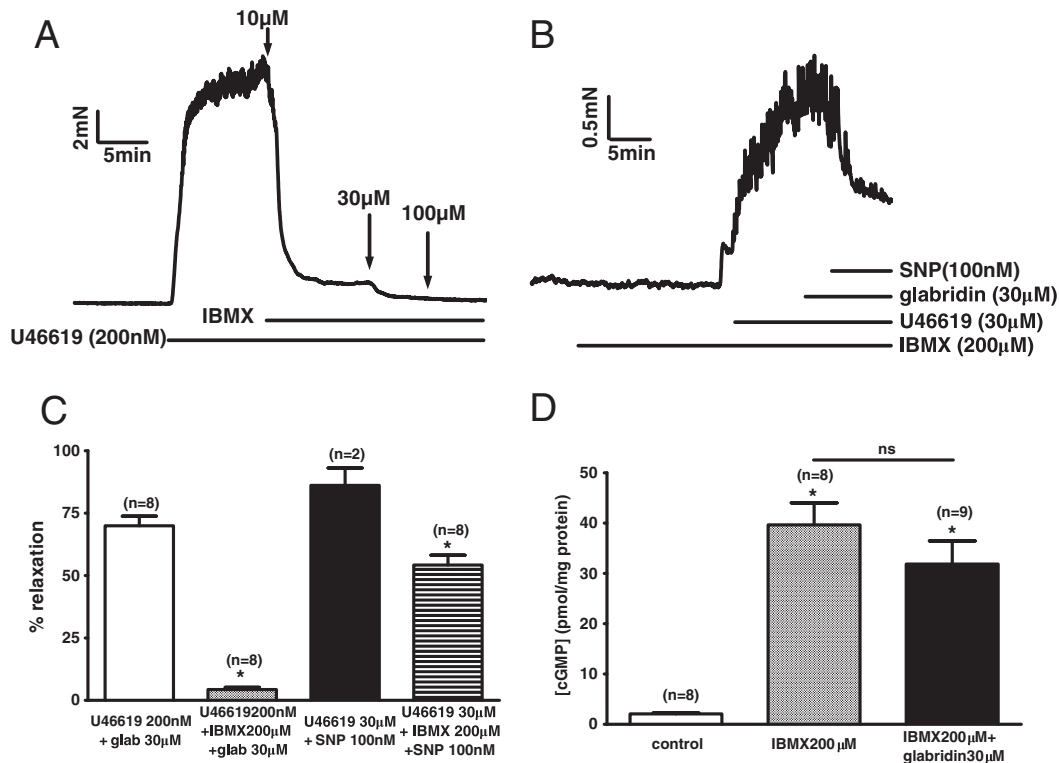 A
10μM
2mN
5min
30μM
100μM
IBMX
U46619 (200nM)
B
0.5mN
5min
SNP(100nM)
glabridin (30μM)
U46619 (30μM)
IBMX (200μM)
C
% relaxation
100
75
50
25
0
(n=8)
(n=8)
*
(n=2)
(n=8)
*
U46619 200nM
+ glab 30μM
U46619200nM
+IBMX200μM
+glab 30μM
U46619 30μM
+ SNP 100nM
U46619 30μM
+ IBMX 200μM
+SNP 100nM
D
[cGMP] (pmol/mg protein)
50
40
30
20
10
0
ns
(n=8)
(n=8)
*
(n=9)
*
control
IBMX200μM
IBMX200μM+
glabridin30μM